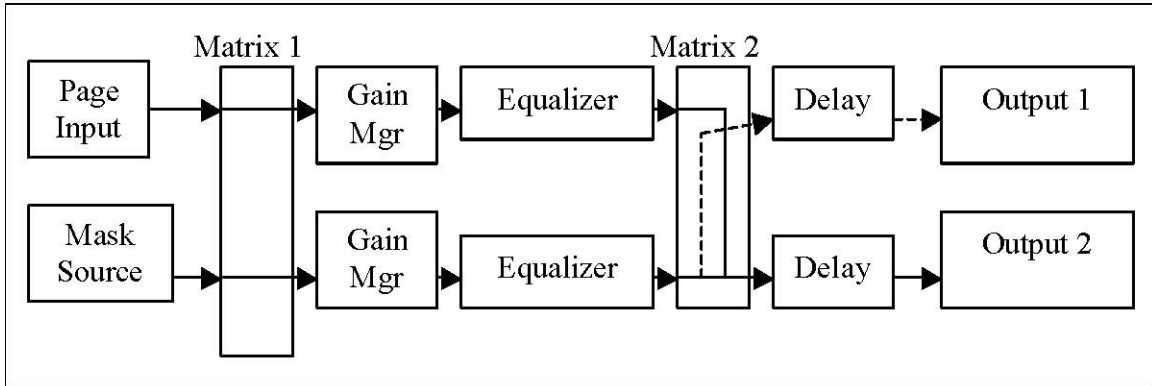 Matrix 1
Matrix 2
Page
Input
Gain
Mgr
Equalizer
Delay
Output 1
Mask
Source
Gain
Mgr
Equalizer
Delay
Output 2